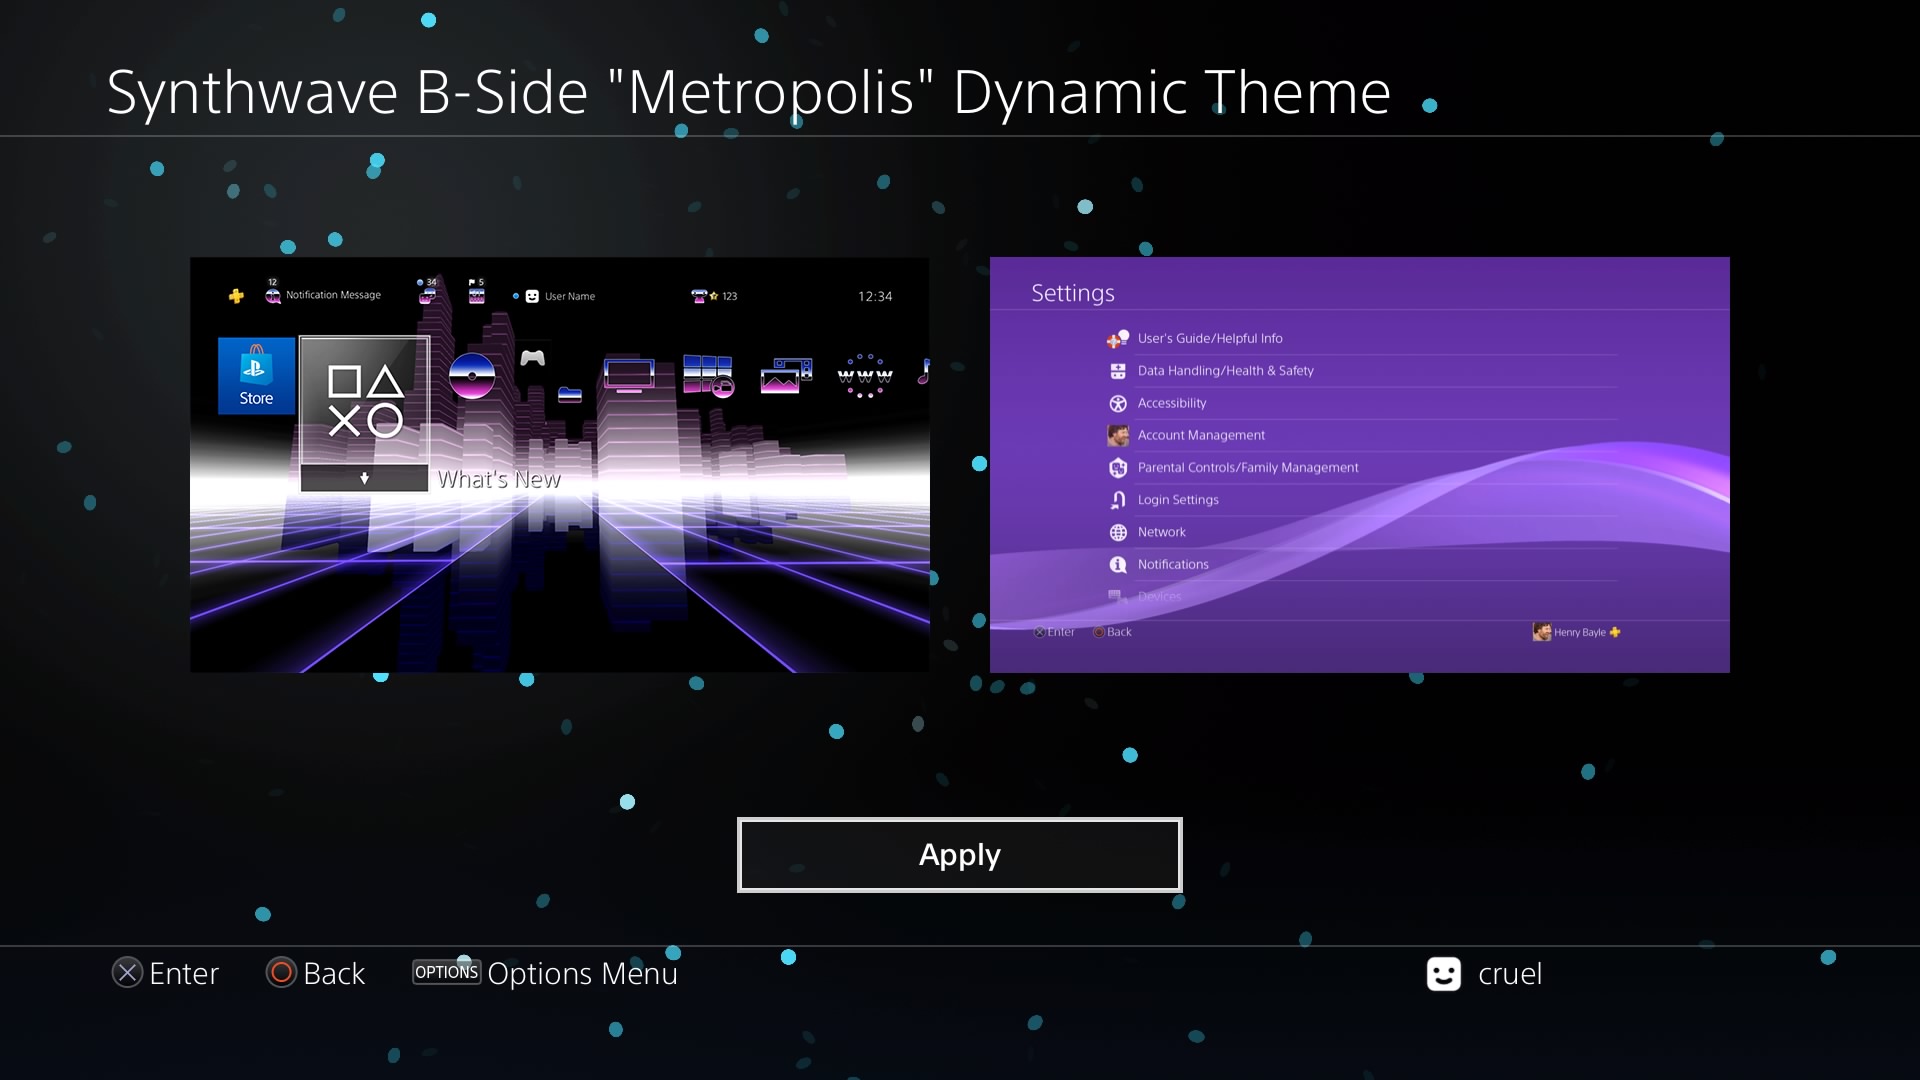 Synthwave B-Side "Metropolis" Dynamic Theme
12
Notification Message
34
5
User Name
123
12:34
Store
WWW
What's New
Settings
User's Guide/Helpful Info
Data Handling/Health & Safety
Accessibility
Account Management
Parental Controls/Family Management
Login Settings
Network
Notifications
Devices
Enter
Back
Henry Bayle
Apply
Enter
Back
OPTIONS Options Menu
cruel